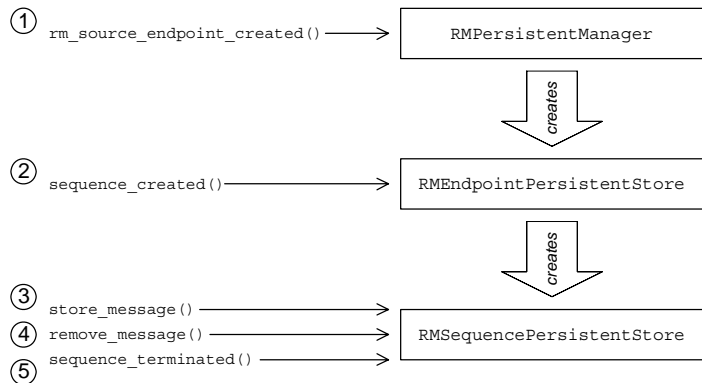 1
rm_source_endpoint_created()
RMPersistentManager
creates
2
sequence_created()
RMEndpointPersistentStore
creates
3
store_message()
4
remove_message()
RMSequencePersistentStore
sequence_terminated()
5